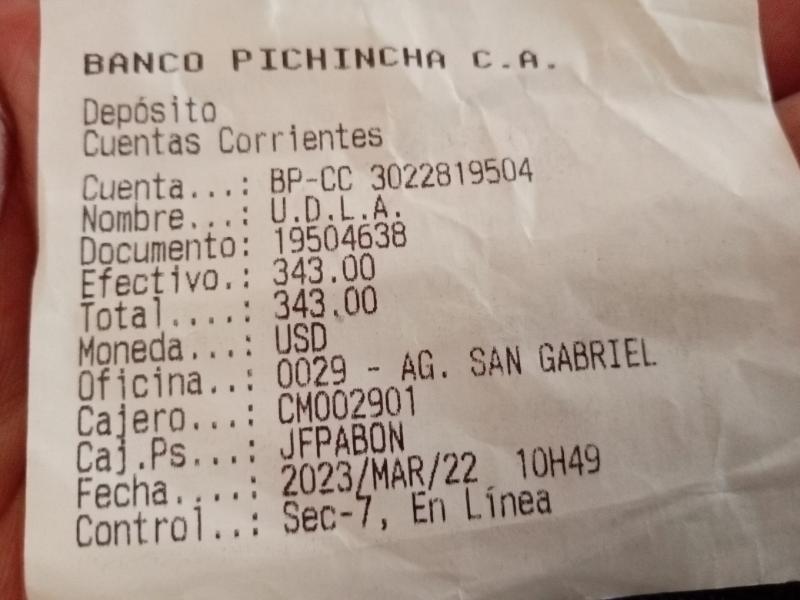 BANCO PICHINCHA C.A.
Depósito
Cuentas Corrientes
Cuenta...: BP-CC 3022819504
Nombre...: U.D.L.A.
Documento: 19504638
Efectivo.: 343.00
Total....: 343.00
Moneda...: USD
Oficina..: 0029 - AG. SAN GABRIEL
Cajero...: CM002901
Caj.Ps...: JFPABON
Fecha....: 2023/MAR/22 10H49
Control..: Sec-7, En Línea